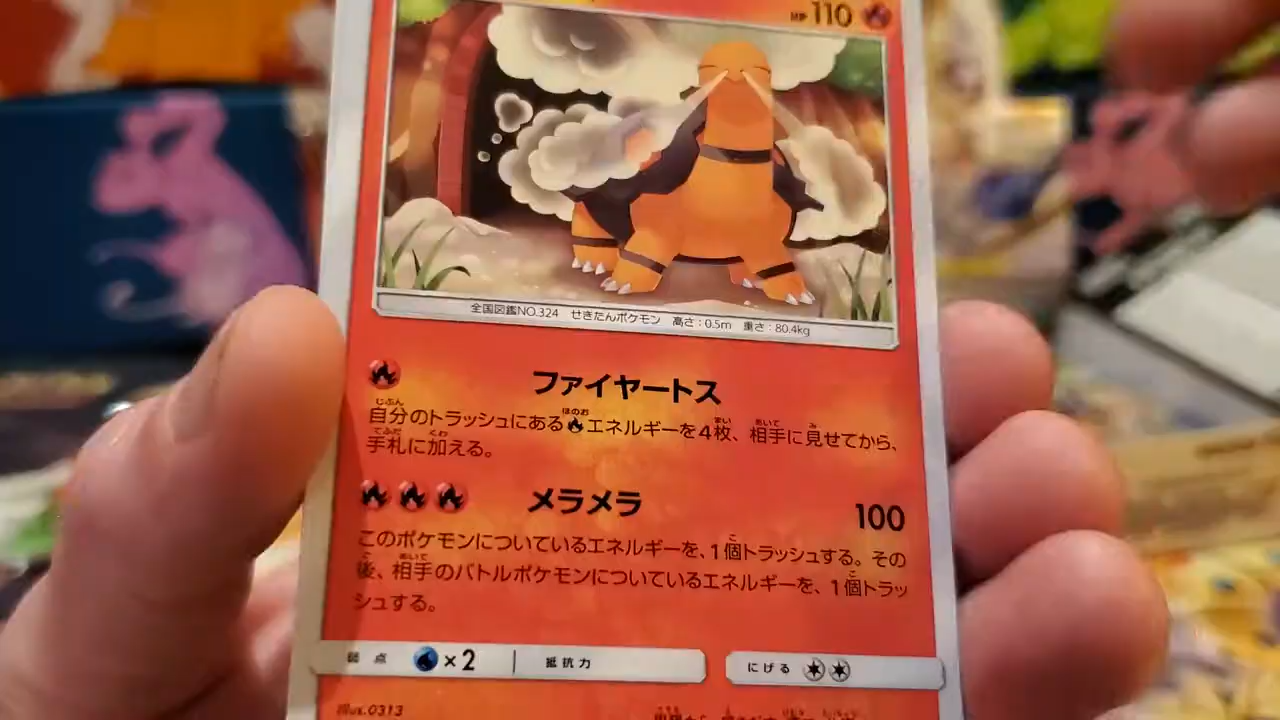 HP 110
全国図鑑NO.324 せきたんポケモン 高さ:0.5m 重さ:80.4kg
ファイヤートス
自分のトラッシュにあるエネルギーを4枚、相手に見せてから、
手札に加える。
メラメラ 100
このポケモンについているエネルギーを、1個トラッシュする。その
後、相手のバトルポケモンについているエネルギーを、1個トラッ
シュする。
弱点 ×2 抵抗力 にげる
illus.0313